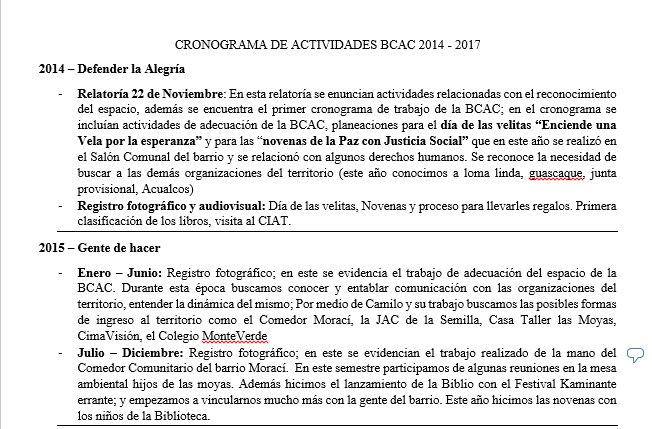 CRONOGRAMA DE ACTIVIDADES BCAC 2014 - 2017
2014 – Defender la Alegría
- Relatoría 22 de Noviembre: En esta relatoría se enuncian actividades relacionadas con el reconocimiento
del espacio, además se encuentra el primer cronograma de trabajo de la BCAC; en el cronograma se
incluían actividades de adecuación de la BCAC, planeaciones para el día de las velitas “Enciende una
Vela por la esperanza” y para las “novenas de la Paz con Justicia Social” que en este año se realizó en
el Salón Comunal del barrio y se relacionó con algunos derechos humanos. Se reconoce la necesidad de
buscar a las demás organizaciones del territorio (este año conocimos a loma linda, guascaque, junta
provisional, Acualcos)
- Registro fotográfico y audiovisual: Día de las velitas, Novenas y proceso para llevarles regalos. Primera
clasificación de los libros, visita al CIAT.
2015 – Gente de hacer
- Enero – Junio: Registro fotográfico; en este se evidencia el trabajo de adecuación del espacio de la
BCAC. Durante esta época buscamos conocer y entablar comunicación con las organizaciones del
territorio, entender la dinámica del mismo; Por medio de Camilo y su trabajo buscamos las posibles formas
de ingreso al territorio como el Comedor Morací, la JAC de la Semilla, Casa Taller las Moyas,
CimaVisión, el Colegio MonteVerde
- Julio – Diciembre: Registro fotográfico; en este se evidencian el trabajo realizado de la mano del
Comedor Comunitario del barrio Morací. En este semestre participamos de algunas reuniones en la mesa
ambiental hijos de las moyas. Además hicimos el lanzamiento de la Biblio con el Festival Kaminante
errante; y empezamos a vincularnos mucho más con la gente del barrio. Este año hicimos las novenas con
los niños de la Biblioteca.